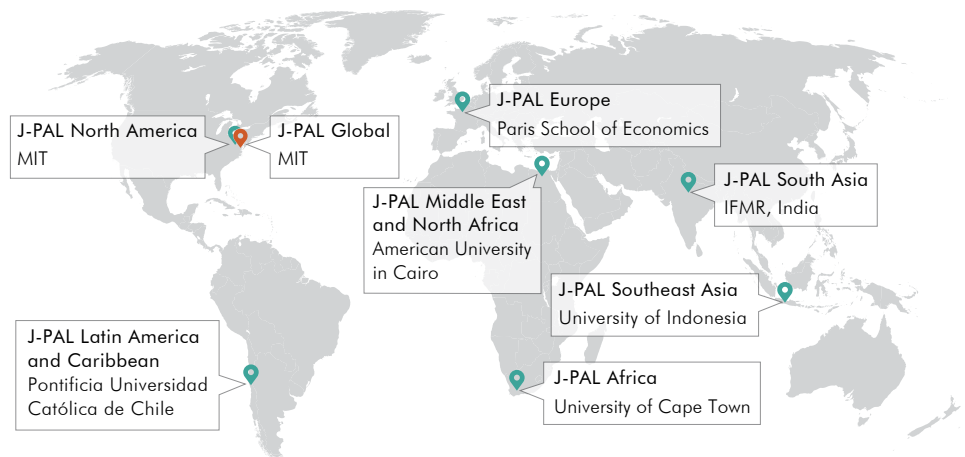 J-PAL North America
MIT
J-PAL Global
MIT
J-PAL Europe
Paris School of Economics
J-PAL Middle East
and North Africa
American University
in Cairo
J-PAL South Asia
IFMR, India
J-PAL Southeast Asia
University of Indonesia
J-PAL Latin America
and Caribbean
Pontificia Universidad
Católica de Chile
J-PAL Africa
University of Cape Town